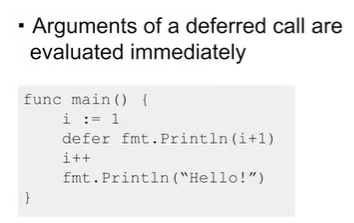 ▪ Arguments of a deferred call are
evaluated immediately
func main() {
    i := 1
    defer fmt.Println(i+1)
    i++
    fmt.Println(“Hello!”)
}